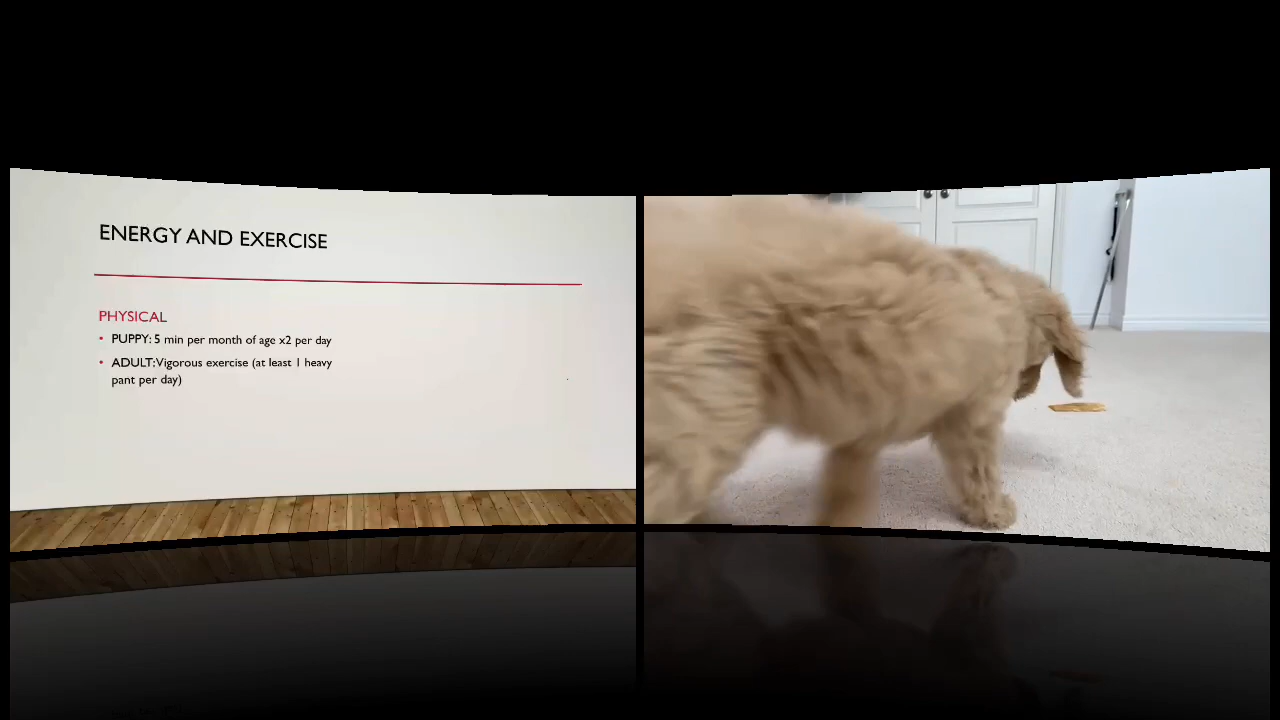 ENERGY AND EXERCISE
PHYSICAL
• PUPPY: 5 min per month of age x2 per day
• ADULT:Vigorous exercise (at least 1 heavy
pant per day)